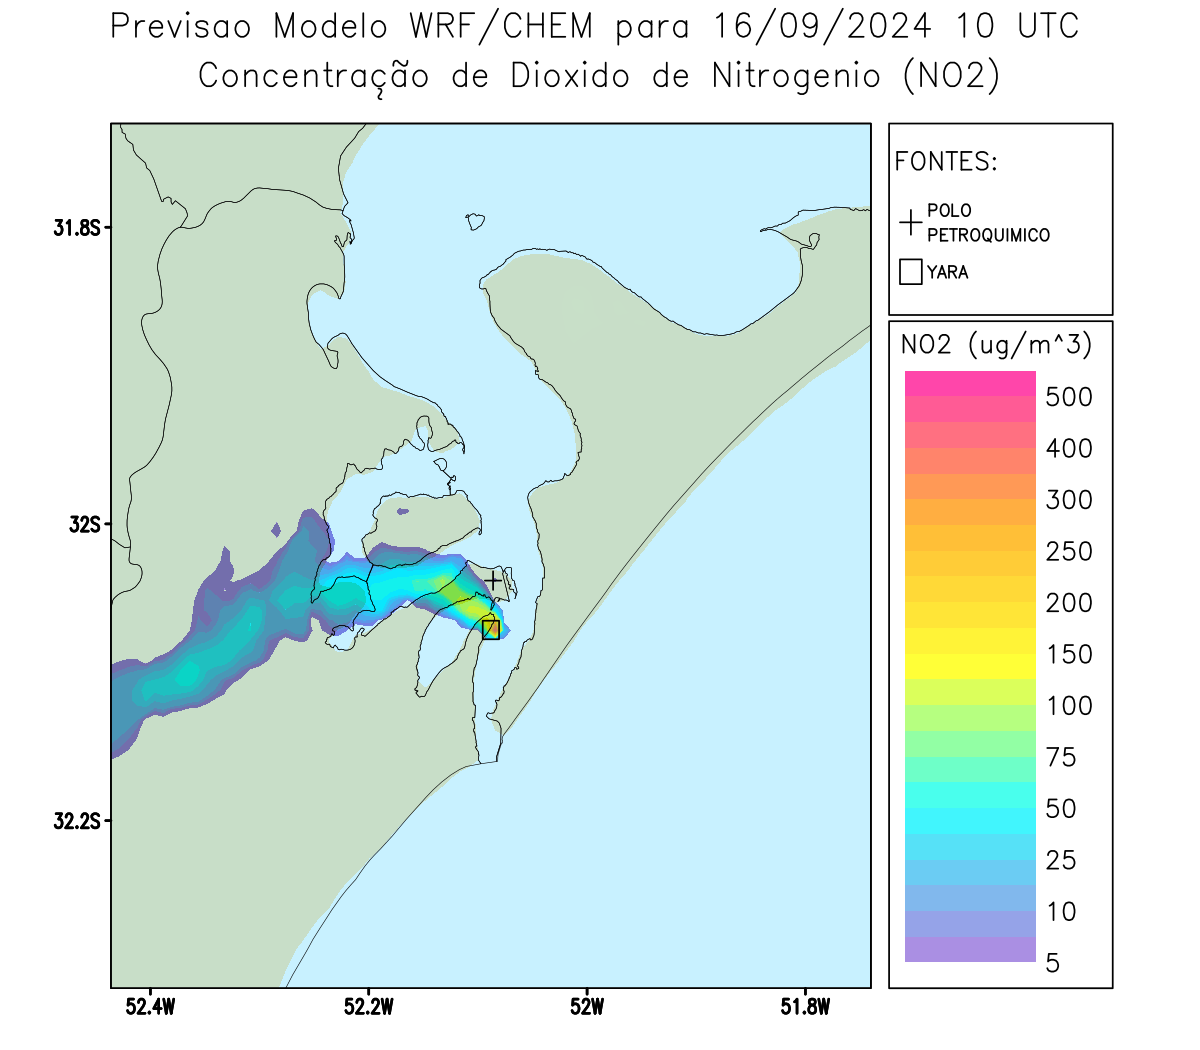 Previsao Modelo WRF/CHEM para 16/09/2024 10 UTC
Concentração de Dioxido de Nitrogenio (NO2)
FONTES:
POLO
PETROQUIMICO
YARA
NO2 (ug/m^3)
500
400
300
250
200
150
100
75
50
25
10
5
31.8S
32S
32.2S
52.4W
52.2W
52W
51.8W